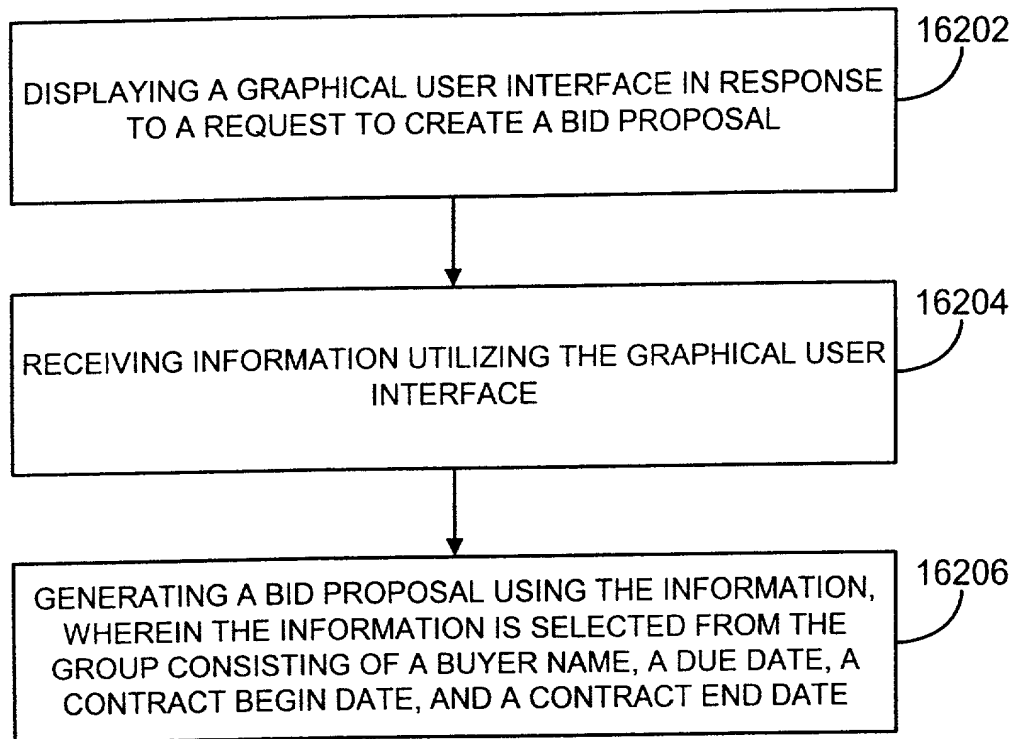 16202
DISPLAYING A GRAPHICAL USER INTERFACE IN RESPONSE
TO A REQUEST TO CREATE A BID PROPOSAL
16204
RECEIVING INFORMATION UTILIZING THE GRAPHICAL USER
INTERFACE
16206
GENERATING A BID PROPOSAL USING THE INFORMATION,
WHEREIN THE INFORMATION IS SELECTED FROM THE
GROUP CONSISTING OF A BUYER NAME, A DUE DATE, A
CONTRACT BEGIN DATE, AND A CONTRACT END DATE